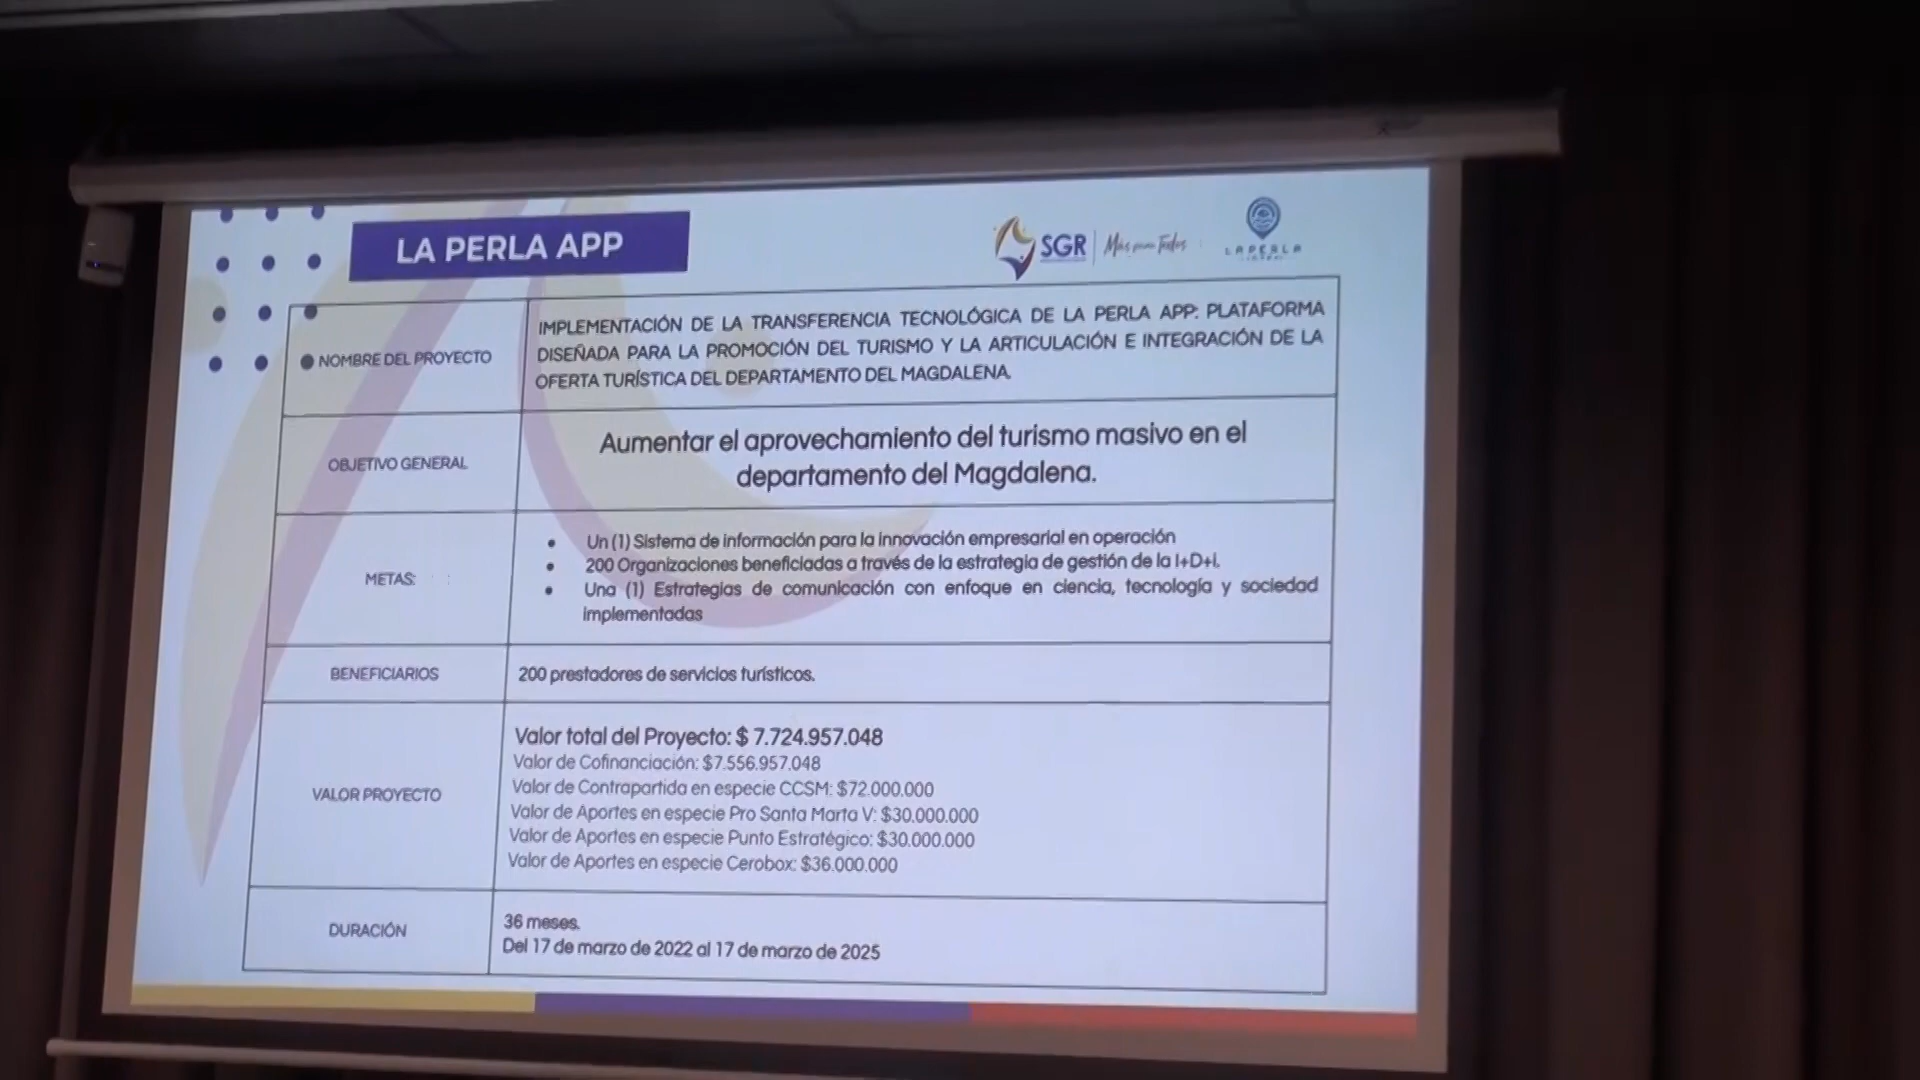 LA PERLA APP
SGR
Más para Todos
LA PERLA
NOMBRE DEL PROYECTO
IMPLEMENTACIÓN DE LA TRANSFERENCIA TECNOLÓGICA DE LA PERLA APP: PLATAFORMA
DISEÑADA PARA LA PROMOCIÓN DEL TURISMO Y LA ARTICULACIÓN E INTEGRACIÓN DE LA
OFERTA TURÍSTICA DEL DEPARTAMENTO DEL MAGDALENA.
OBJETIVO GENERAL
Aumentar el aprovechamiento del turismo masivo en el
departamento del Magdalena.
METAS:
• Un (1) Sistema de información para la innovación empresarial en operación
• 200 Organizaciones beneficiadas a través de la estrategia de gestión de la I+D+i.
• Una (1) Estrategias de comunicación con enfoque en ciencia, tecnología y sociedad
implementadas
BENEFICIARIOS
200 prestadores de servicios turísticos.
VALOR PROYECTO
Valor total del Proyecto: $ 7.724.957.048
Valor de Cofinanciación: $7.556.957.048
Valor de Contrapartida en especie CCSM: $72.000.000
Valor de Aportes en especie Pro Santa Marta V: $30.000.000
Valor de Aportes en especie Punto Estratégico: $30.000.000
Valor de Aportes en especie Cerobox: $36.000.000
DURACIÓN
36 meses.
Del 17 de marzo de 2022 al 17 de marzo de 2025